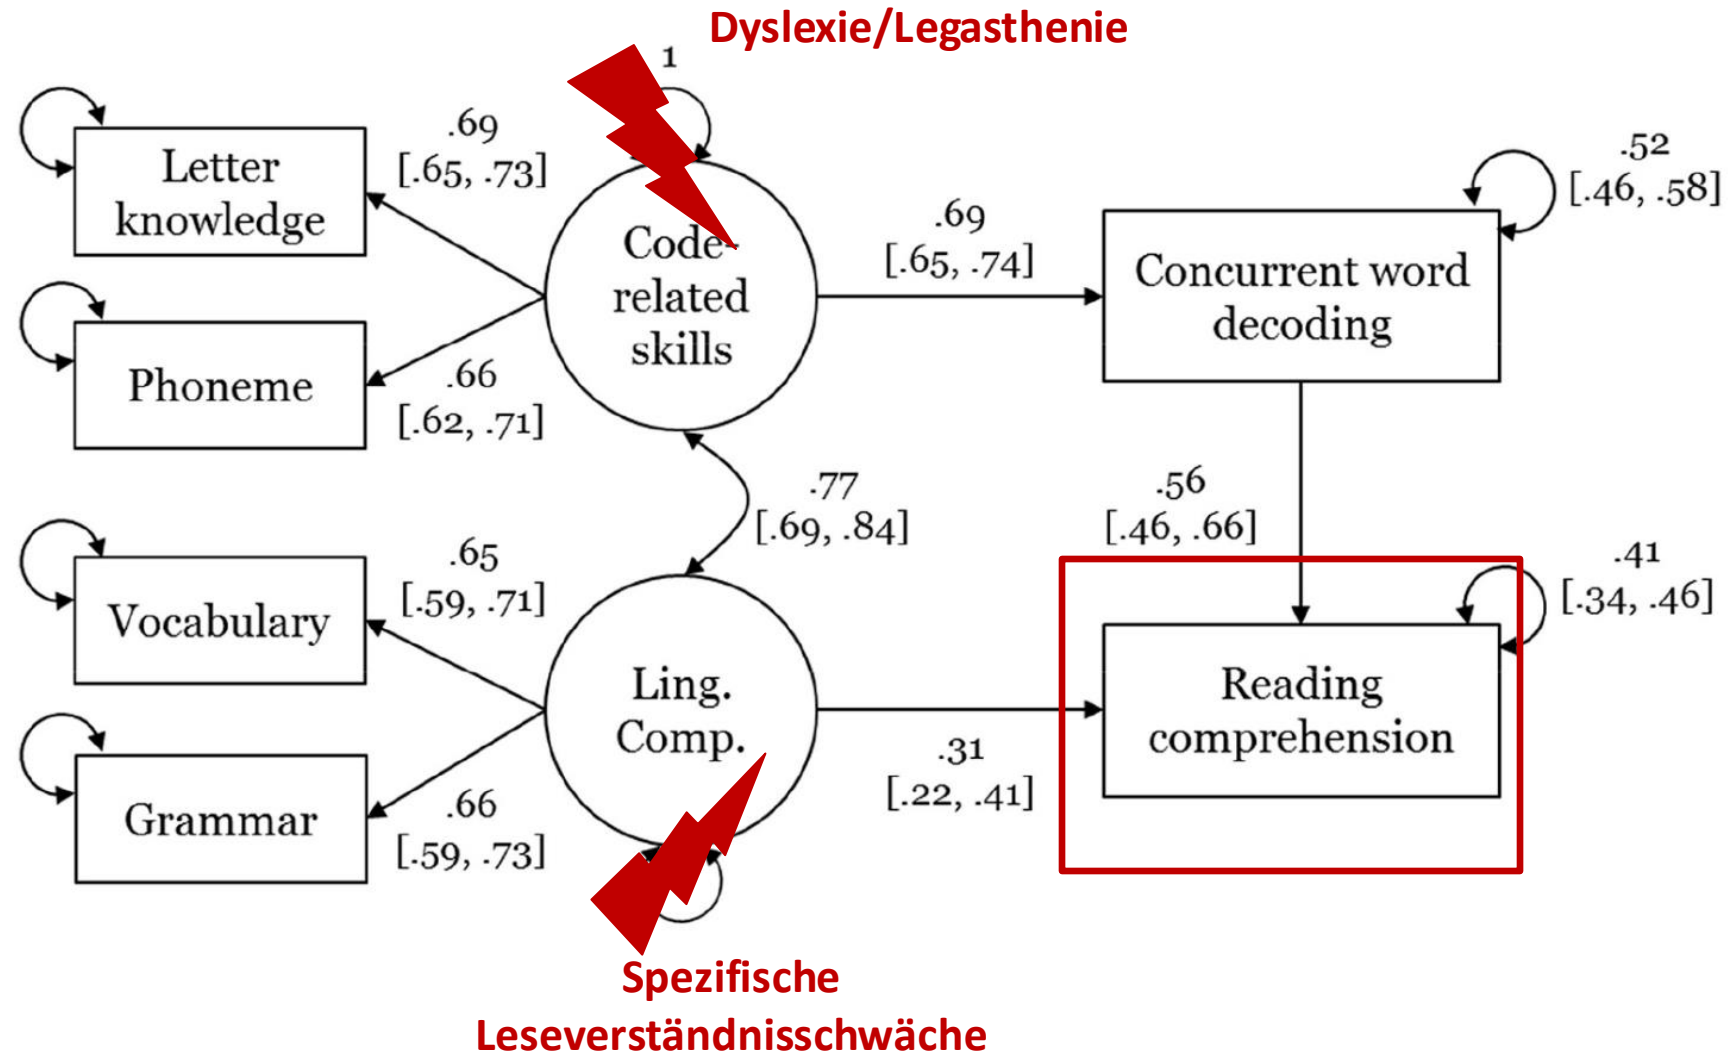 Dyslexie/Legasthenie
1
Letter
knowledge
.69
[.65, .73]
Code-
related
skills
.69
[.65, .74]
Concurrent word
decoding
.52
[.46, .58]
Phoneme
.66
[.62, .71]
.77
[.69, .84]
.56
[.46, .66]
Vocabulary
.65
[.59, .71]
Ling.
Comp.
.31
[.22, .41]
Reading
comprehension
.41
[.34, .46]
Grammar
.66
[.59, .73]
Spezifische
Leseverständnisschwäche